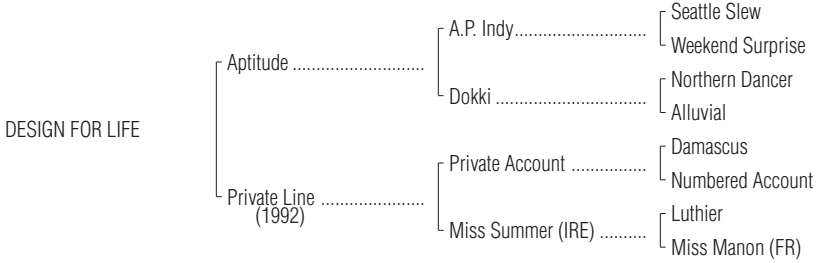 Seattle Slew
A.P. Indy..............................
Weekend Surprise
Aptitude ............................
Northern Dancer
Dokki ................................
Alluvial
DESIGN FOR LIFE
Damascus
Private Account ................
Numbered Account
Private Line ......................
(1992)
Luthier
Miss Summer (IRE) ..........
Miss Manon (FR)